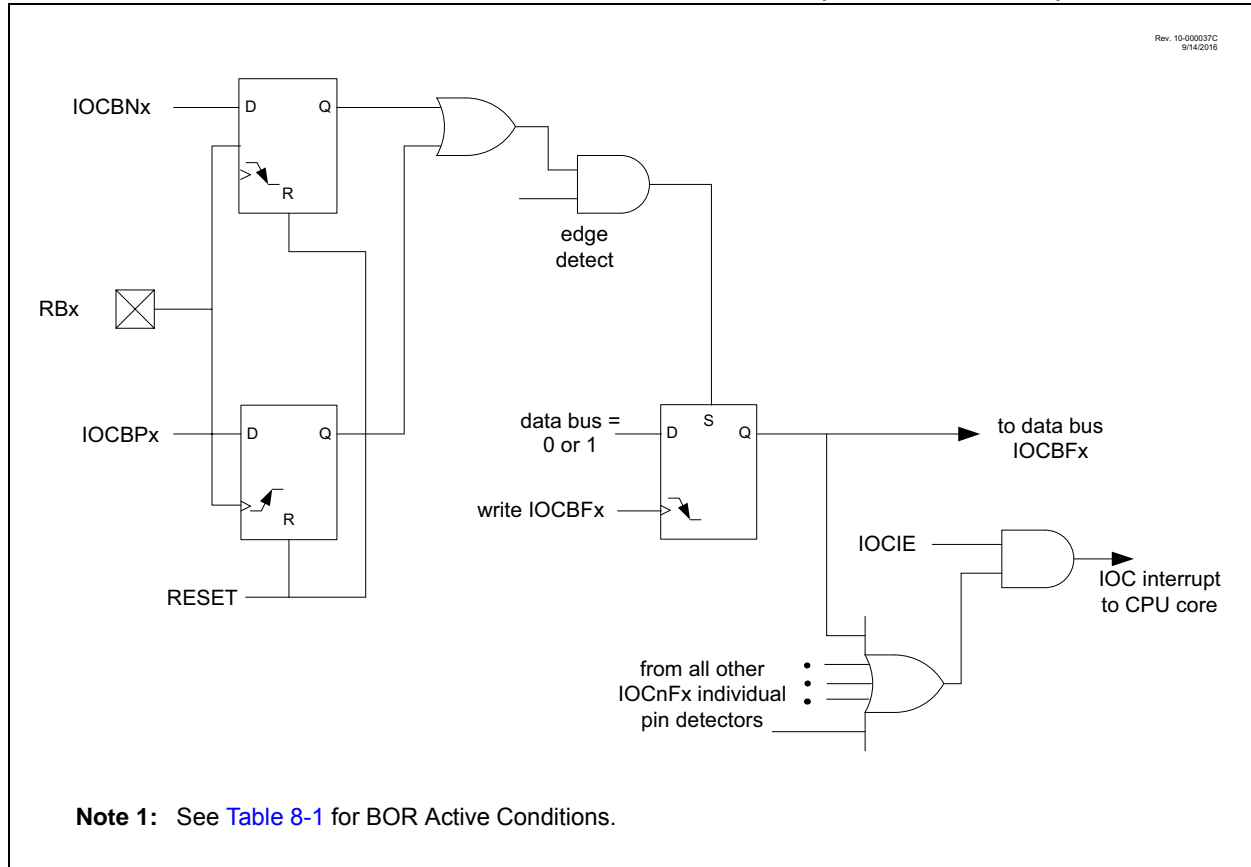 Rev. 10-000037C
9/14/2016
IOCBNx
D
Q
R
edge
detect
RBx
IOCBPx
D
Q
R
RESET
data bus =
0 or 1
D
S
Q
write IOCBFx
to data bus
IOCBFx
IOCIE
IOC interrupt
to CPU core
from all other
IOCnFx individual
pin detectors
Note 1: See Table 8-1 for BOR Active Conditions.